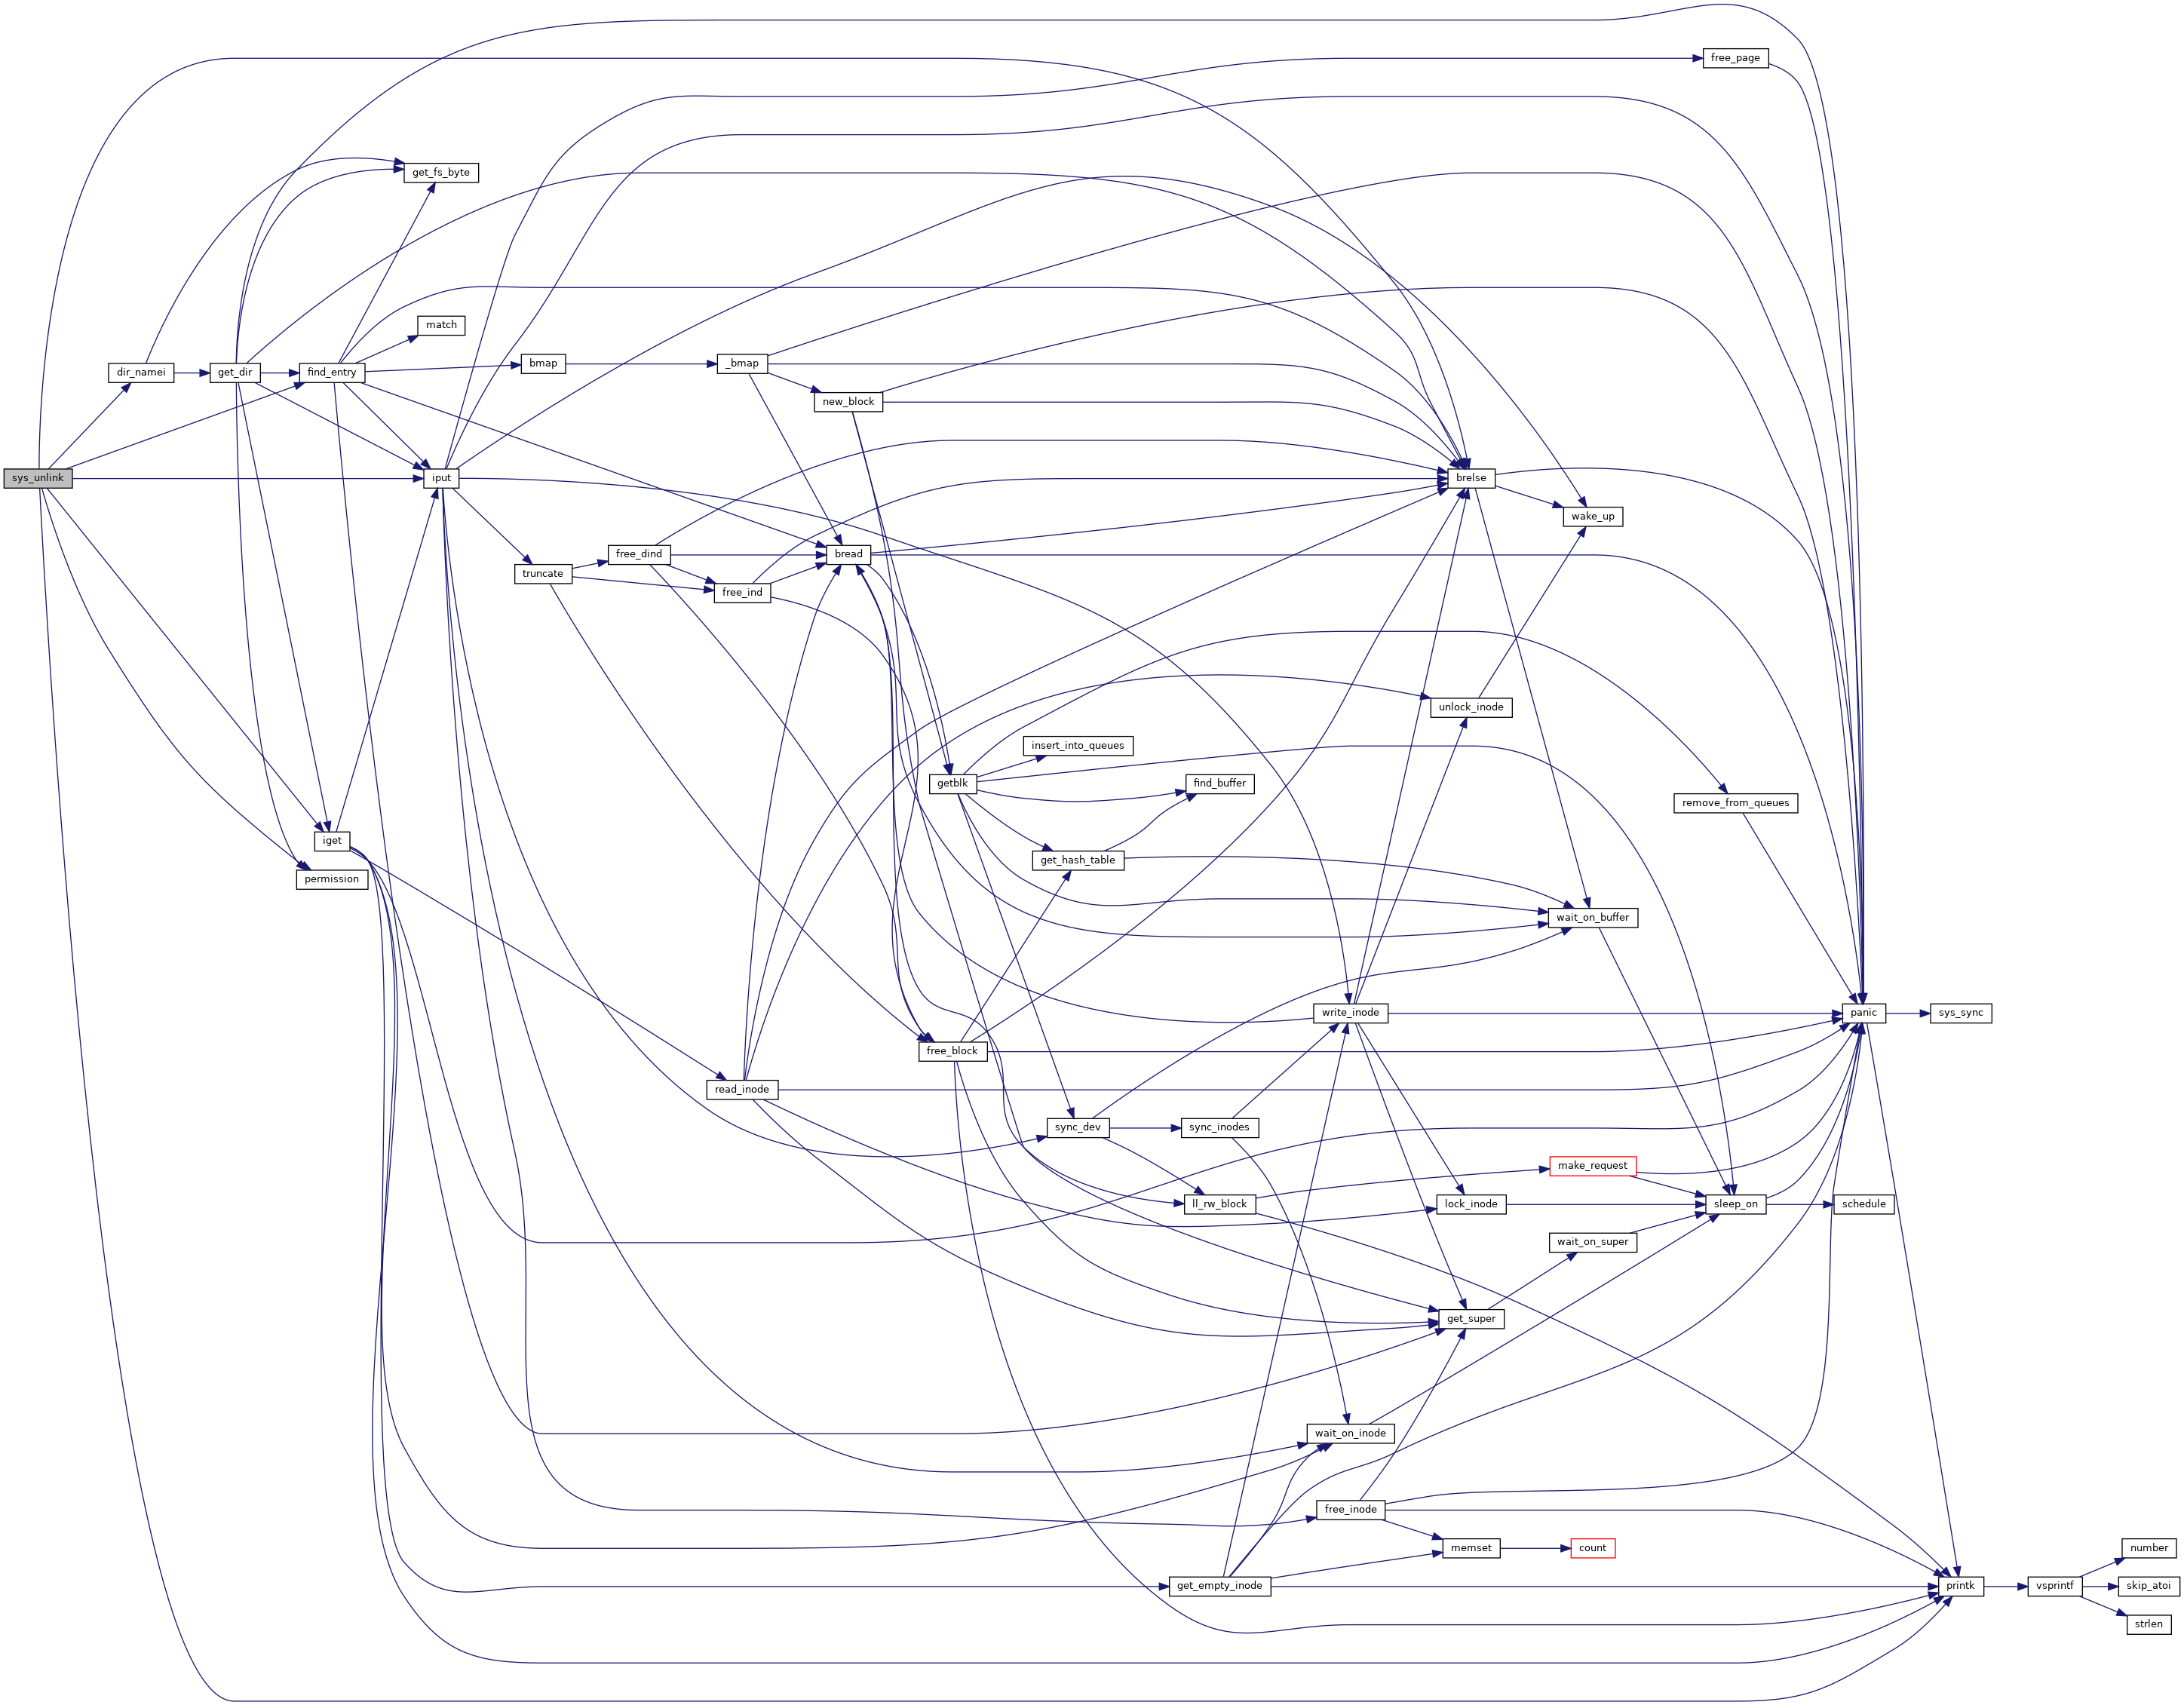 free_page
get_fs_byte
match
dir_namei
get_dir
find_entry
bmap
_bmap
new_block
sys_unlink
iput
brelse
wake_up
free_dind
bread
truncate
free_ind
unlock_inode
insert_into_queues
getblk
find_buffer
remove_from_queues
iget
get_hash_table
permission
wait_on_buffer
write_inode
panic
sys_sync
free_block
read_inode
sync_dev
sync_inodes
make_request
ll_rw_block
lock_inode
sleep_on
schedule
wait_on_super
get_super
wait_on_inode
free_inode
memset
count
number
get_empty_inode
printk
vsprintf
skip_atoi
strlen